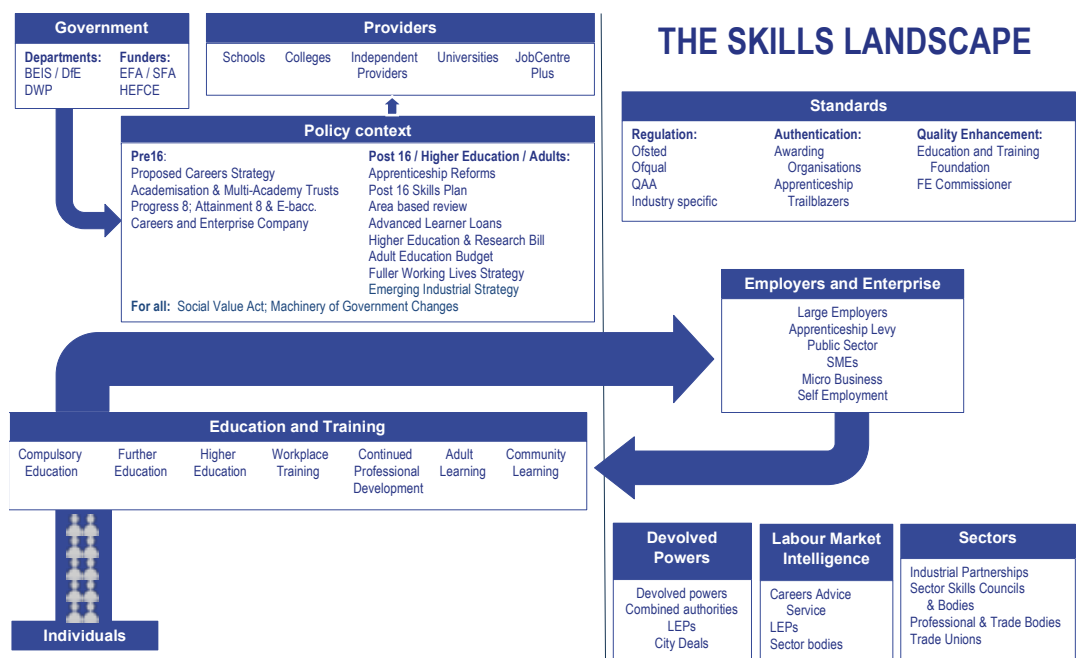 THE SKILLS LANDSCAPE
Government
Departments:
BEIS / DfE
DWP
Funders:
EFA / SFA
HEFCE
Providers
Schools
Colleges
Independent
Providers
Universities
JobCentre
Plus
Policy context
Pre16:
Proposed Careers Strategy
Academisation & Multi-Academy Trusts
Progress 8; Attainment 8 & E-bacc.
Careers and Enterprise Company
Post 16 / Higher Education / Adults:
Apprenticeship Reforms
Post 16 Skills Plan
Area based review
Advanced Learner Loans
Higher Education & Research Bill
Adult Education Budget
Fuller Working Lives Strategy
Emerging Industrial Strategy
For all: Social Value Act; Machinery of Government Changes
Standards
Regulation:
Ofsted
Ofqual
QAA
Industry specific
Authentication:
Awarding
Organisations
Apprenticeship
Trailblazers
Quality Enhancement:
Education and Training
Foundation
FE Commissioner
Employers and Enterprise
Large Employers
Apprenticeship Levy
Public Sector
SMEs
Micro Business
Self Employment
Education and Training
Compulsory
Education
Further
Education
Higher
Education
Workplace
Training
Continued
Professional
Development
Adult
Learning
Community
Learning
Individuals
Devolved
Powers
Devolved powers
Combined authorities
LEPs
City Deals
Labour Market
Intelligence
Careers Advice
Service
LEPs
Sector bodies
Sectors
Industrial Partnerships
Sector Skills Councils
& Bodies
Professional & Trade Bodies
Trade Unions